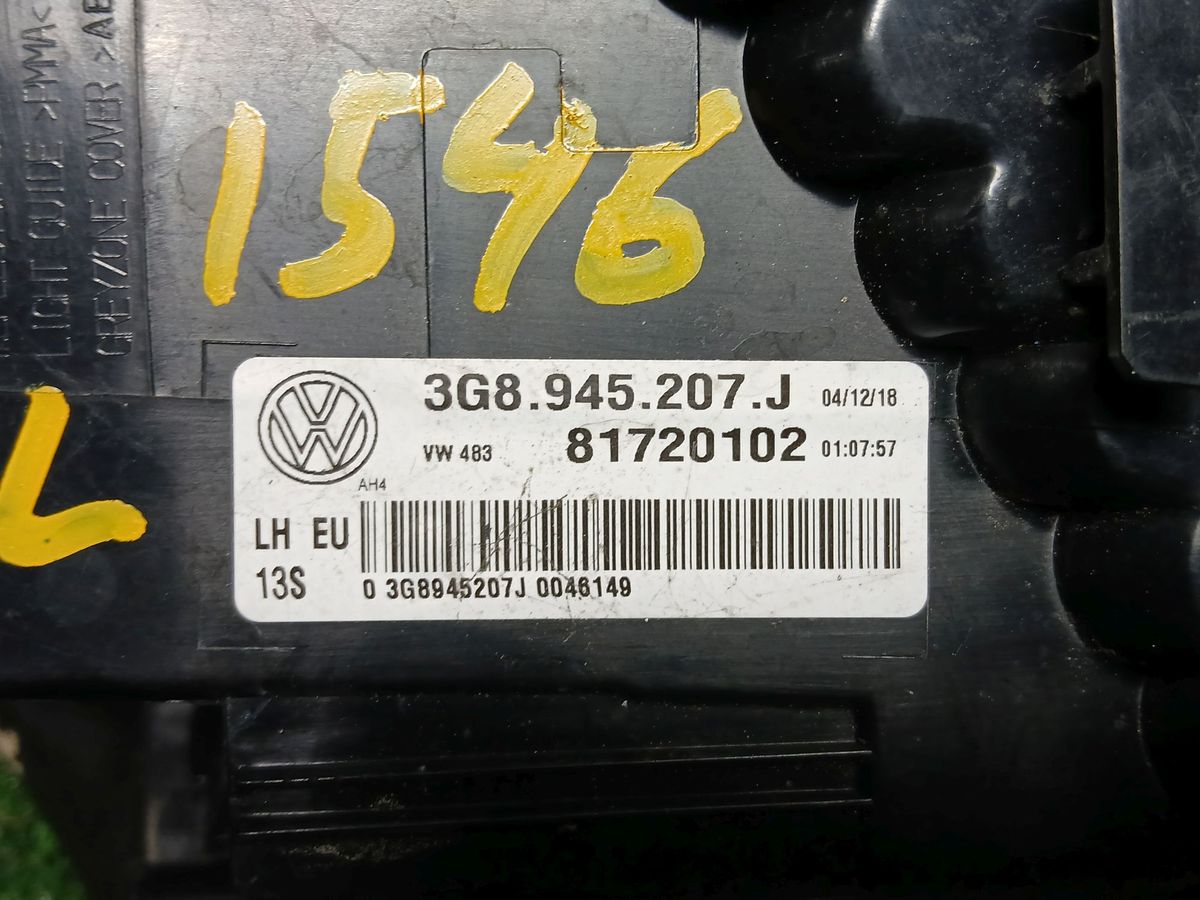 LIGHT GUIDE >PMMA<
GREYZONE COVER >AB
1546
L
3G8.945.207.J 04/12/18
VW 483 81720102 01:07:57
AH4
LH EU
13S
0 3G8945207J 0046149